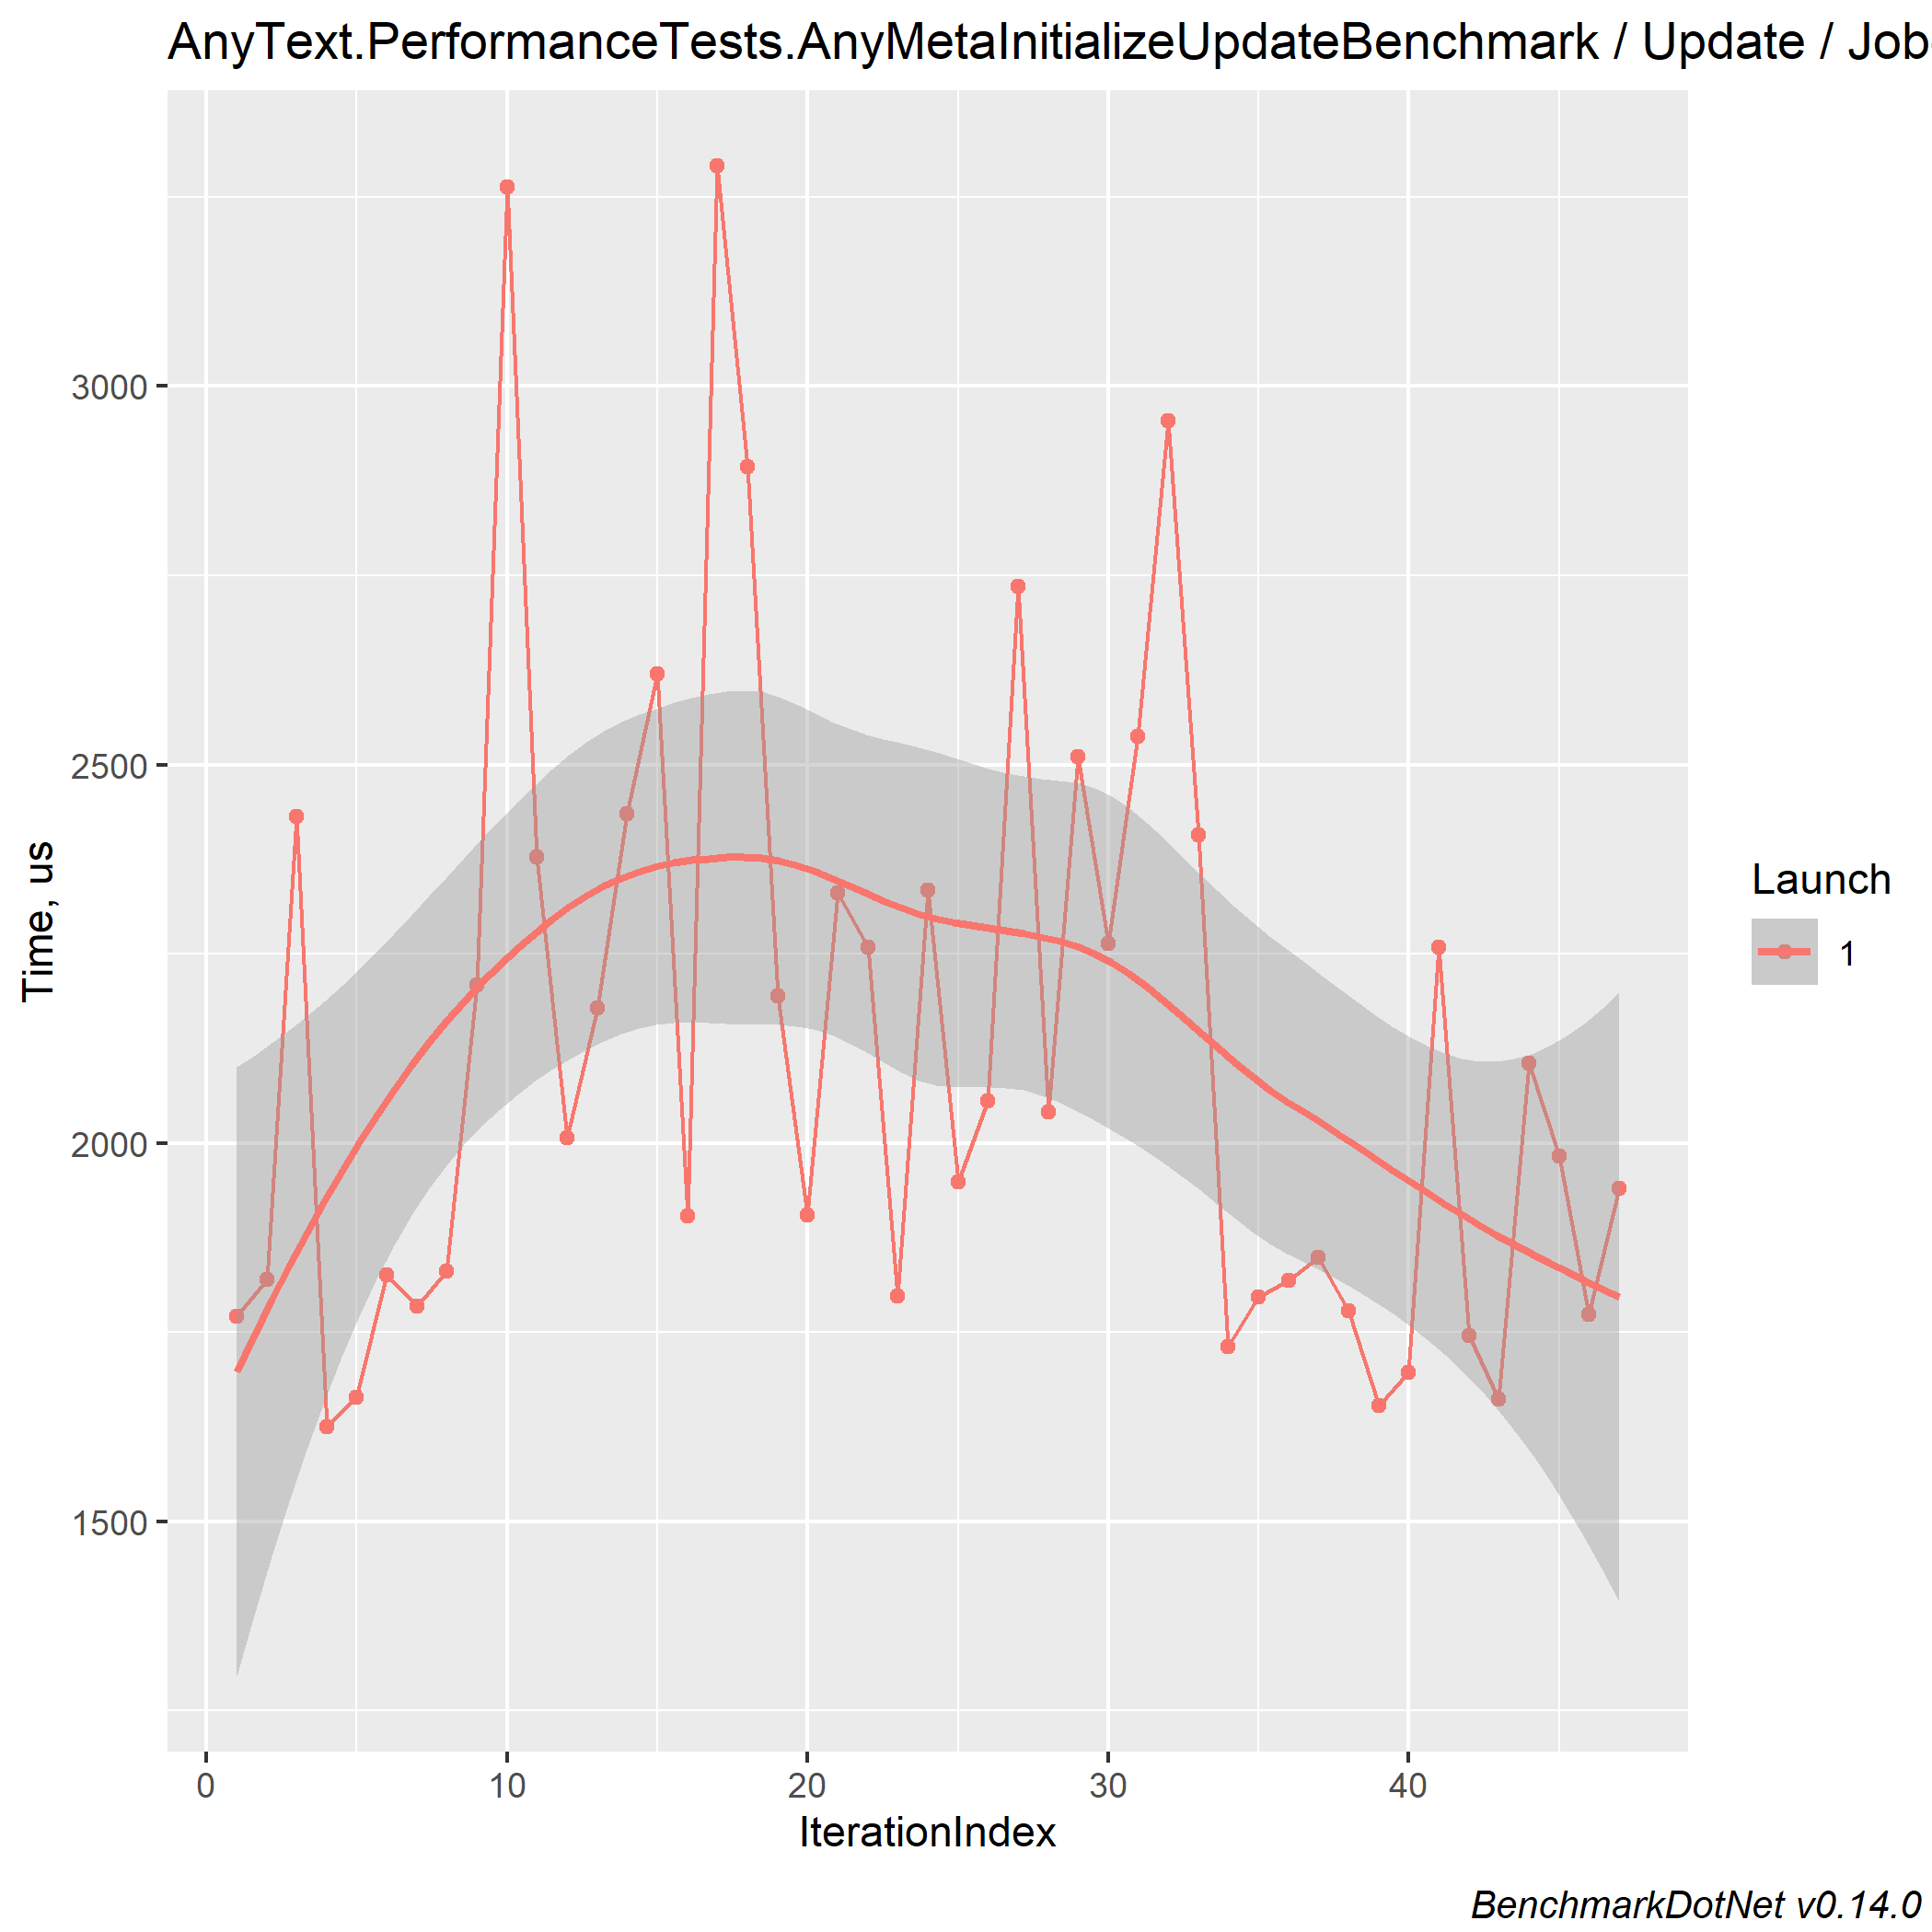 AnyText.PerformanceTests.AnyMetaInitializeUpdateBenchmark / Update / Job
3000
2500
2000
1500
Time, us
0 10 20 30 40
IterationIndex
Launch
1
BenchmarkDotNet v0.14.0